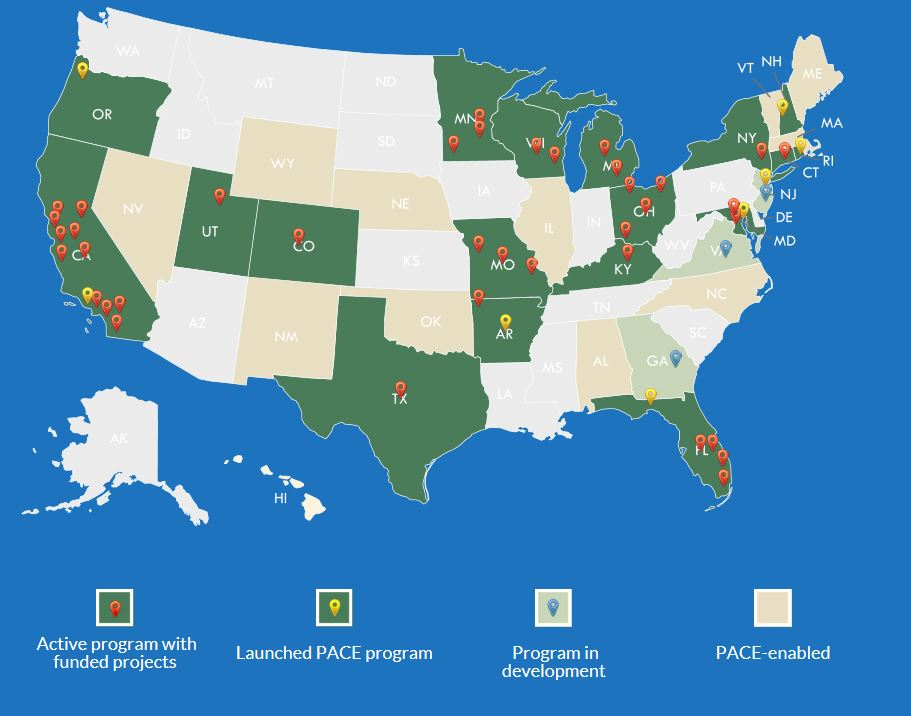 NH
VT
WA
MT
ND
ME
OR
MN
MA
ID
SD
WI
NY
RI
WY
MI
CT
PA
IA
NJ
NV
NE
IL
IN
OH
DE
UT
CO
MD
CA
KS
MO
KY
WV
VA
NC
AZ
NM
OK
AR
TN
SC
MS
AL
GA
TX
LA
AK
FL
HI
Active program with
funded projects
Launched PACE program
Program in
development
PACE-enabled